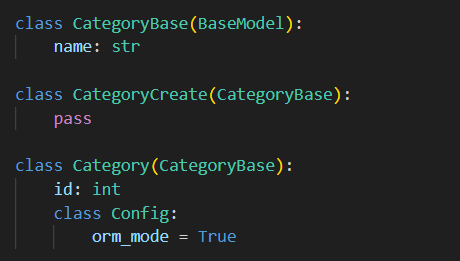 class CategoryBase(BaseModel):
    name: str
class CategoryCreate(CategoryBase):
    pass
class Category(CategoryBase):
    id: int
    class Config:
        orm_mode = True